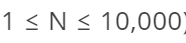 1 ≤ N ≤ 10,000)